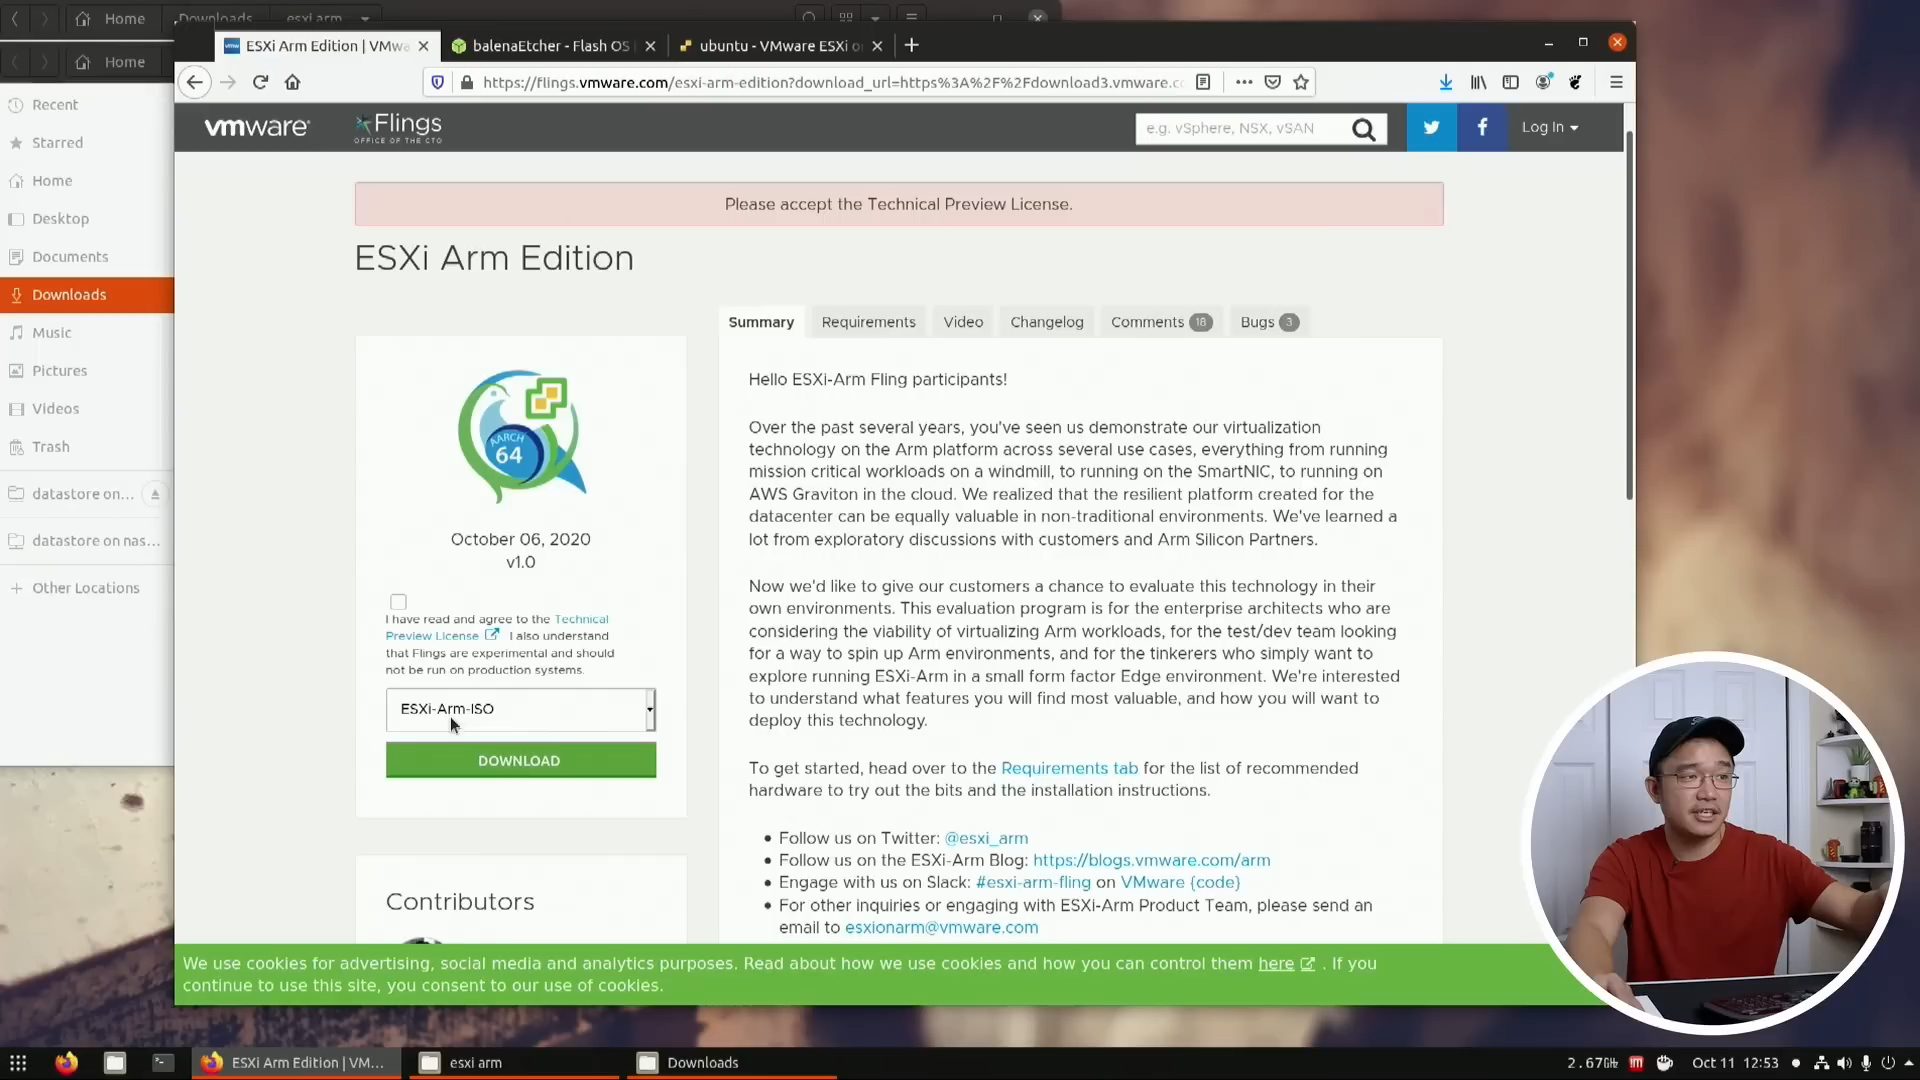 Home
Downloads
esxi arm
Home
ESXi Arm Edition | VMwa
balenaEtcher - Flash OS
ubuntu - VMware ESXi o
https://flings.vmware.com/esxi-arm-edition?download_url=https%3A%2F%2Fdownload3.vmware.c
Recent
Starred
Home
Desktop
Documents
Downloads
Music
Pictures
Videos
Trash
datastore on...
datastore on nas...
Other Locations
vmware
Flings
OFFICE OF THE CTO
e.g. vSphere, NSX, vSAN
Log In
Please accept the Technical Preview License.
ESXi Arm Edition
Summary
Requirements
Video
Changelog
Comments 18
Bugs 3
AARCH
64
October 06, 2020
v1.0
I have read and agree to the Technical
Preview License I also understand
that Flings are experimental and should
not be run on production systems.
ESXi-Arm-ISO
DOWNLOAD
Contributors
Hello ESXi-Arm Fling participants!
Over the past several years, you've seen us demonstrate our virtualization
technology on the Arm platform across several use cases, everything from running
mission critical workloads on a windmill, to running on the SmartNIC, to running on
AWS Graviton in the cloud. We realized that the resilient platform created for the
datacenter can be equally valuable in non-traditional environments. We've learned a
lot from exploratory discussions with customers and Arm Silicon Partners.
Now we'd like to give our customers a chance to evaluate this technology in their
own environments. This evaluation program is for the enterprise architects who are
considering the viability of virtualizing Arm workloads, for the test/dev team looking
for a way to spin up Arm environments, and for the tinkerers who simply want to
explore running ESXi-Arm in a small form factor Edge environment. We're interested
to understand what features you will find most valuable, and how you will want to
deploy this technology.
To get started, head over to the Requirements tab for the list of recommended
hardware to try out the bits and the installation instructions.
Follow us on Twitter: @esxi_arm
Follow us on the ESXi-Arm Blog: https://blogs.vmware.com/arm
Engage with us on Slack: #esxi-arm-fling on VMware {code}
For other inquiries or engaging with ESXi-Arm Product Team, please send an
email to esxionarm@vmware.com
We use cookies for advertising, social media and analytics purposes. Read about how we use cookies and how you can control them here . If you
continue to use this site, you consent to our use of cookies.
ESXi Arm Edition | VM...
esxi arm
Downloads
2.67GHz
Oct 11 12:53